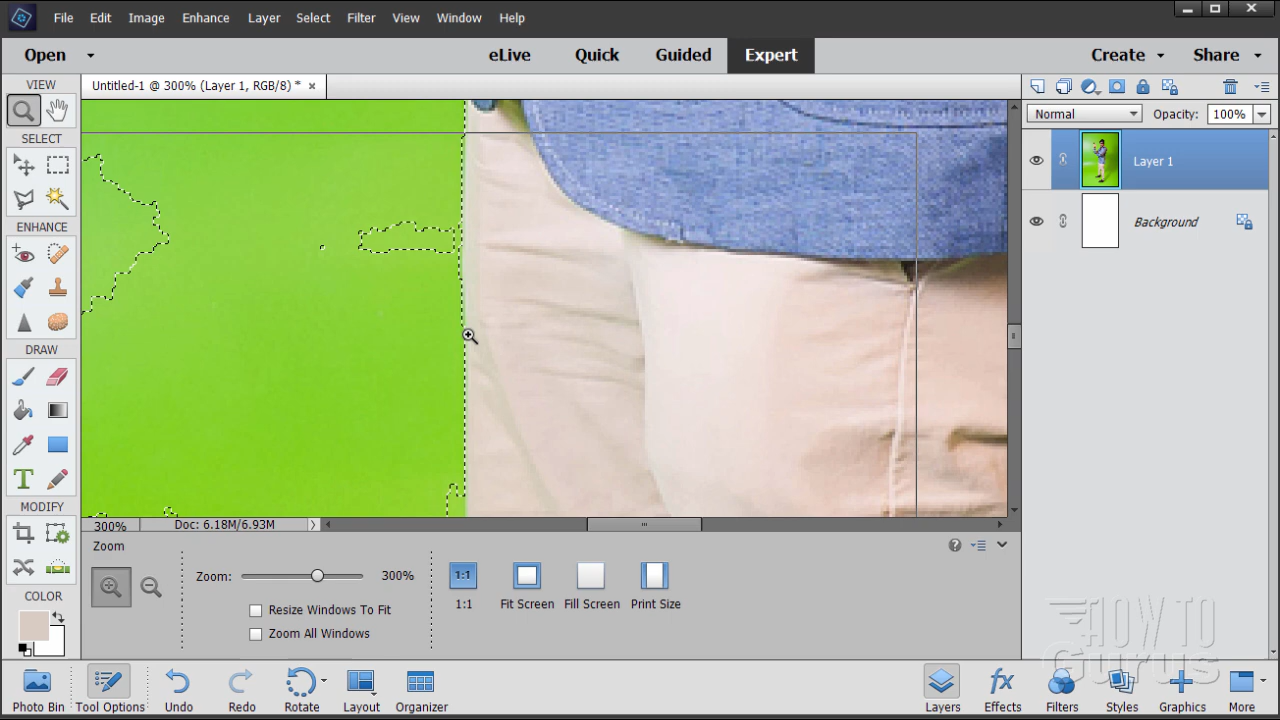 File Edit Image Enhance Layer Select Filter View Window Help
Open eLive Quick Guided Expert Create Share
VIEW
Untitled-1 @ 300% (Layer 1, RGB/8) * ×
Normal Opacity: 100%
SELECT
Layer 1
Background
ENHANCE
DRAW
T
MODIFY
300% Doc: 6.18M/6.93M
Zoom
Zoom: 300%
1:1
COLOR
1:1 Fit Screen Fill Screen Print Size
Resize Windows To Fit
Zoom All Windows
HOW TO
Gurus
fx
Photo Bin Tool Options Undo Redo Rotate Layout Organizer Layers Effects Filters Styles Graphics More